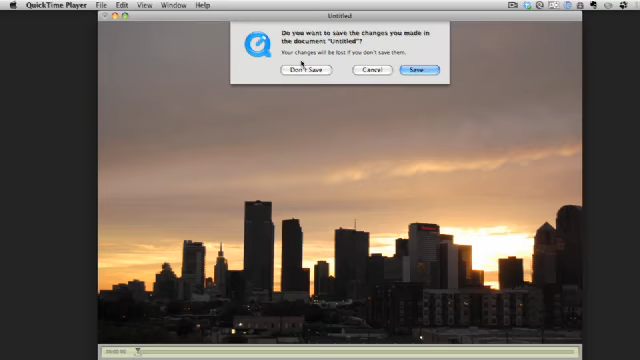 QuickTime Player File Edit View Window Help
Untitled
Do you want to save the changes you made in
the document "Untitled"?
Your changes will be lost if you don't save them.
Don't Save Cancel Save